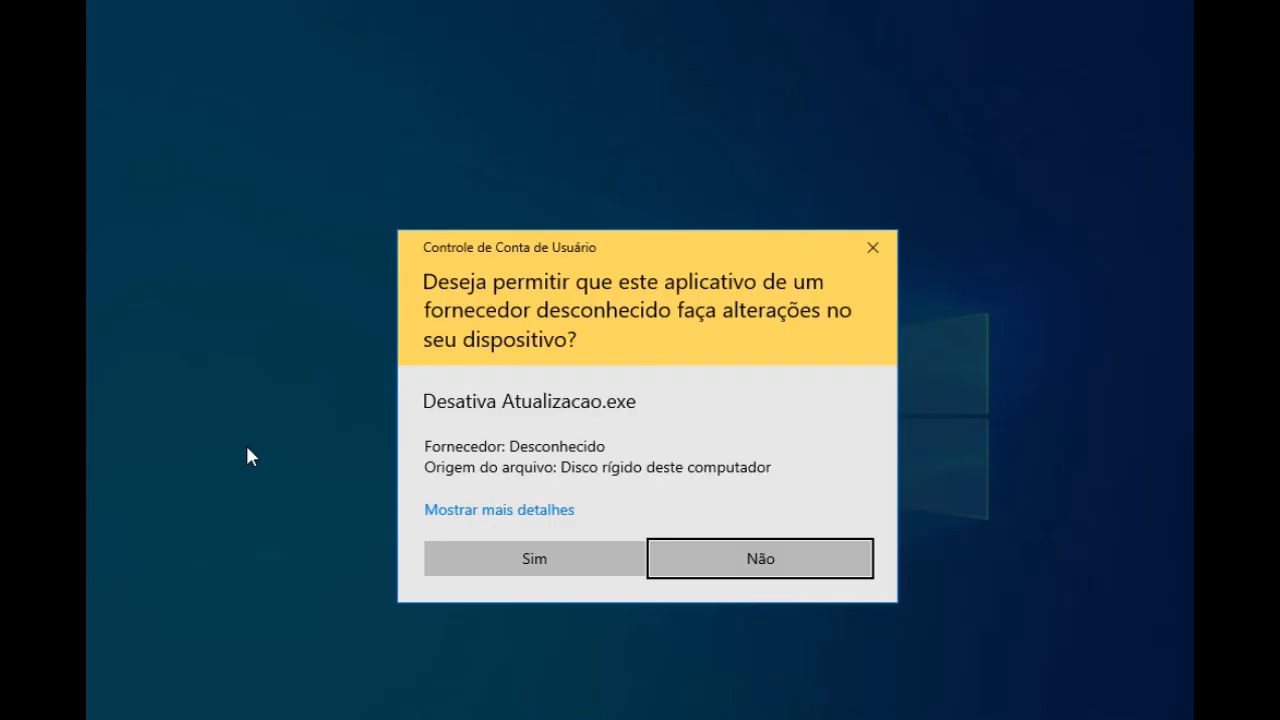 Controle de Conta de Usuário
Deseja permitir que este aplicativo de um
fornecedor desconhecido faça alterações no
seu dispositivo?
Desativa Atualizacao.exe
Fornecedor: Desconhecido
Origem do arquivo: Disco rígido deste computador
Mostrar mais detalhes
Sim
Não